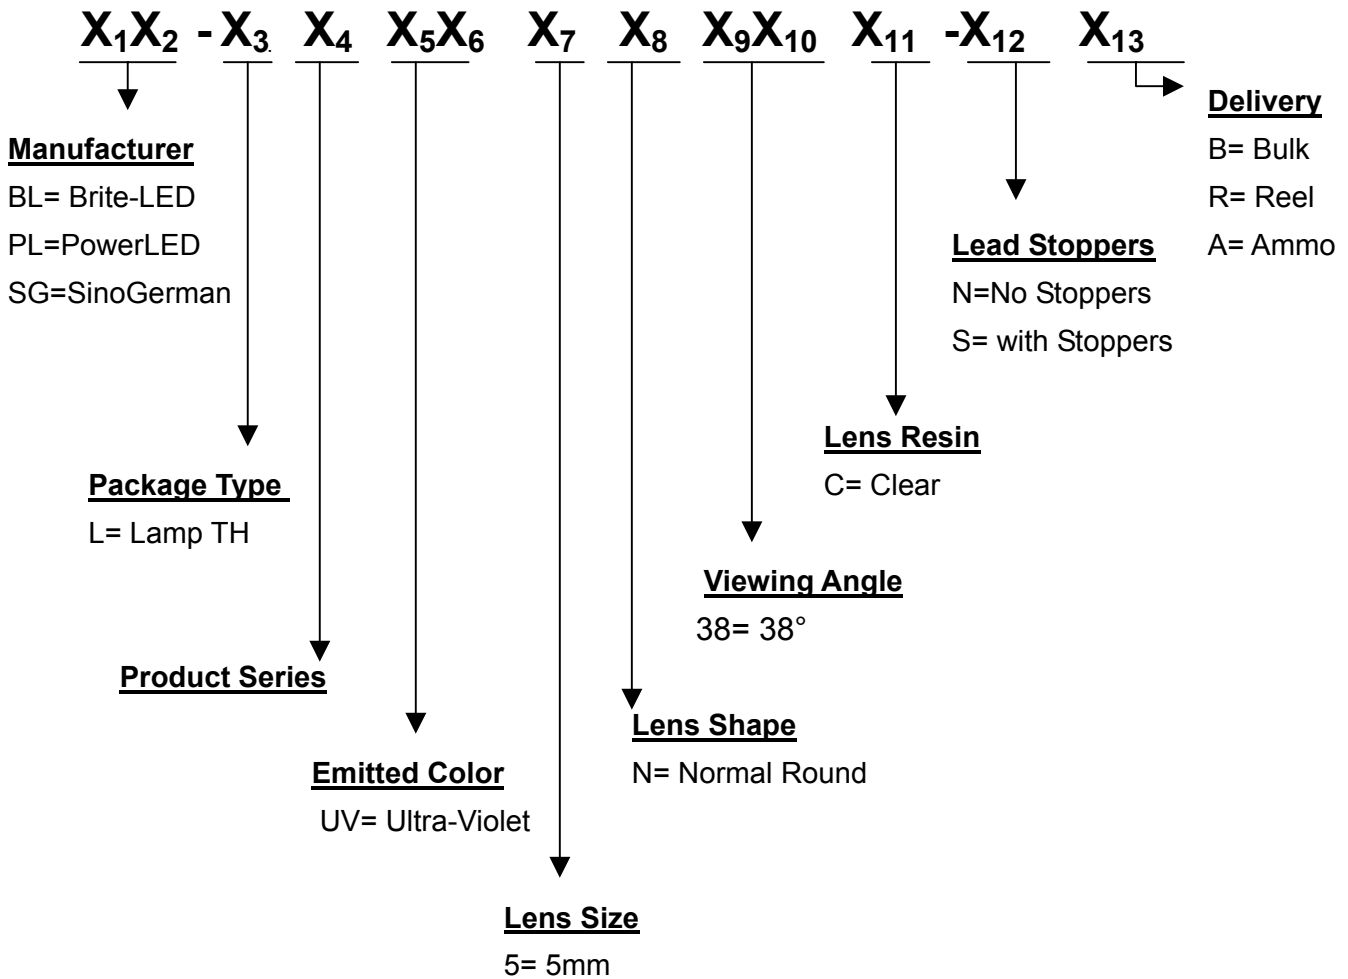 X₁X₂ - X₃ X₄ X₅X₆ X₇ X₈ X₉X₁₀ X₁₁ -X₁₂ X₁₃
Manufacturer
BL= Brite-LED
PL=PowerLED
SG=SinoGerman
Package Type
L= Lamp TH
Product Series
Emitted Color
UV= Ultra-Violet
Lens Size
5= 5mm
Lens Shape
N= Normal Round
Viewing Angle
38= 38°
Lens Resin
C= Clear
Lead Stoppers
N=No Stoppers
S= with Stoppers
Delivery
B= Bulk
R= Reel
A= Ammo